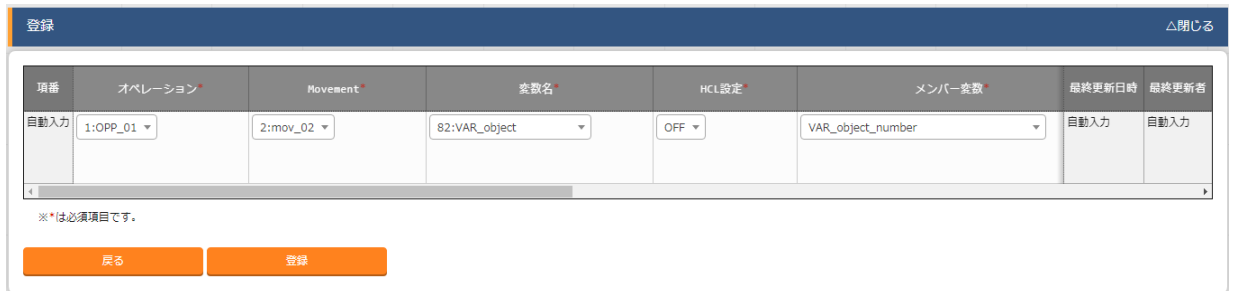 登録 △閉じる
項番 オペレーション* Movement* 変数名* HCL設定* メンバー変数* 最終更新日時 最終更新者
自動入力 1:OPP_01 2:mov_02 82:VAR_object OFF VAR_object_number 自動入力 自動入力
※*は必須項目です。
戻る 登録